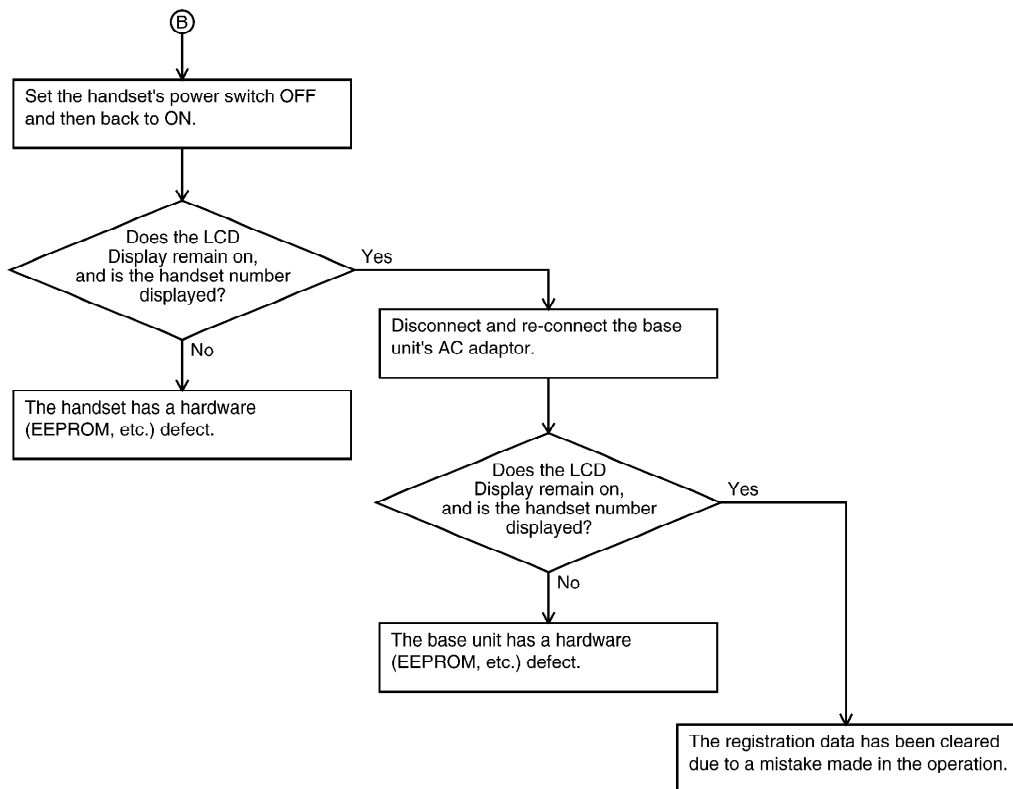 B
Set the handset's power switch OFF
and then back to ON.
Does the LCD
Display remain on,
and is the handset number
displayed?
Yes
No
The handset has a hardware
(EEPROM, etc.) defect.
Disconnect and re-connect the base
unit's AC adaptor.
Does the LCD
Display remain on,
and is the handset number
displayed?
Yes
No
The base unit has a hardware
(EEPROM, etc.) defect.
The registration data has been cleared
due to a mistake made in the operation.